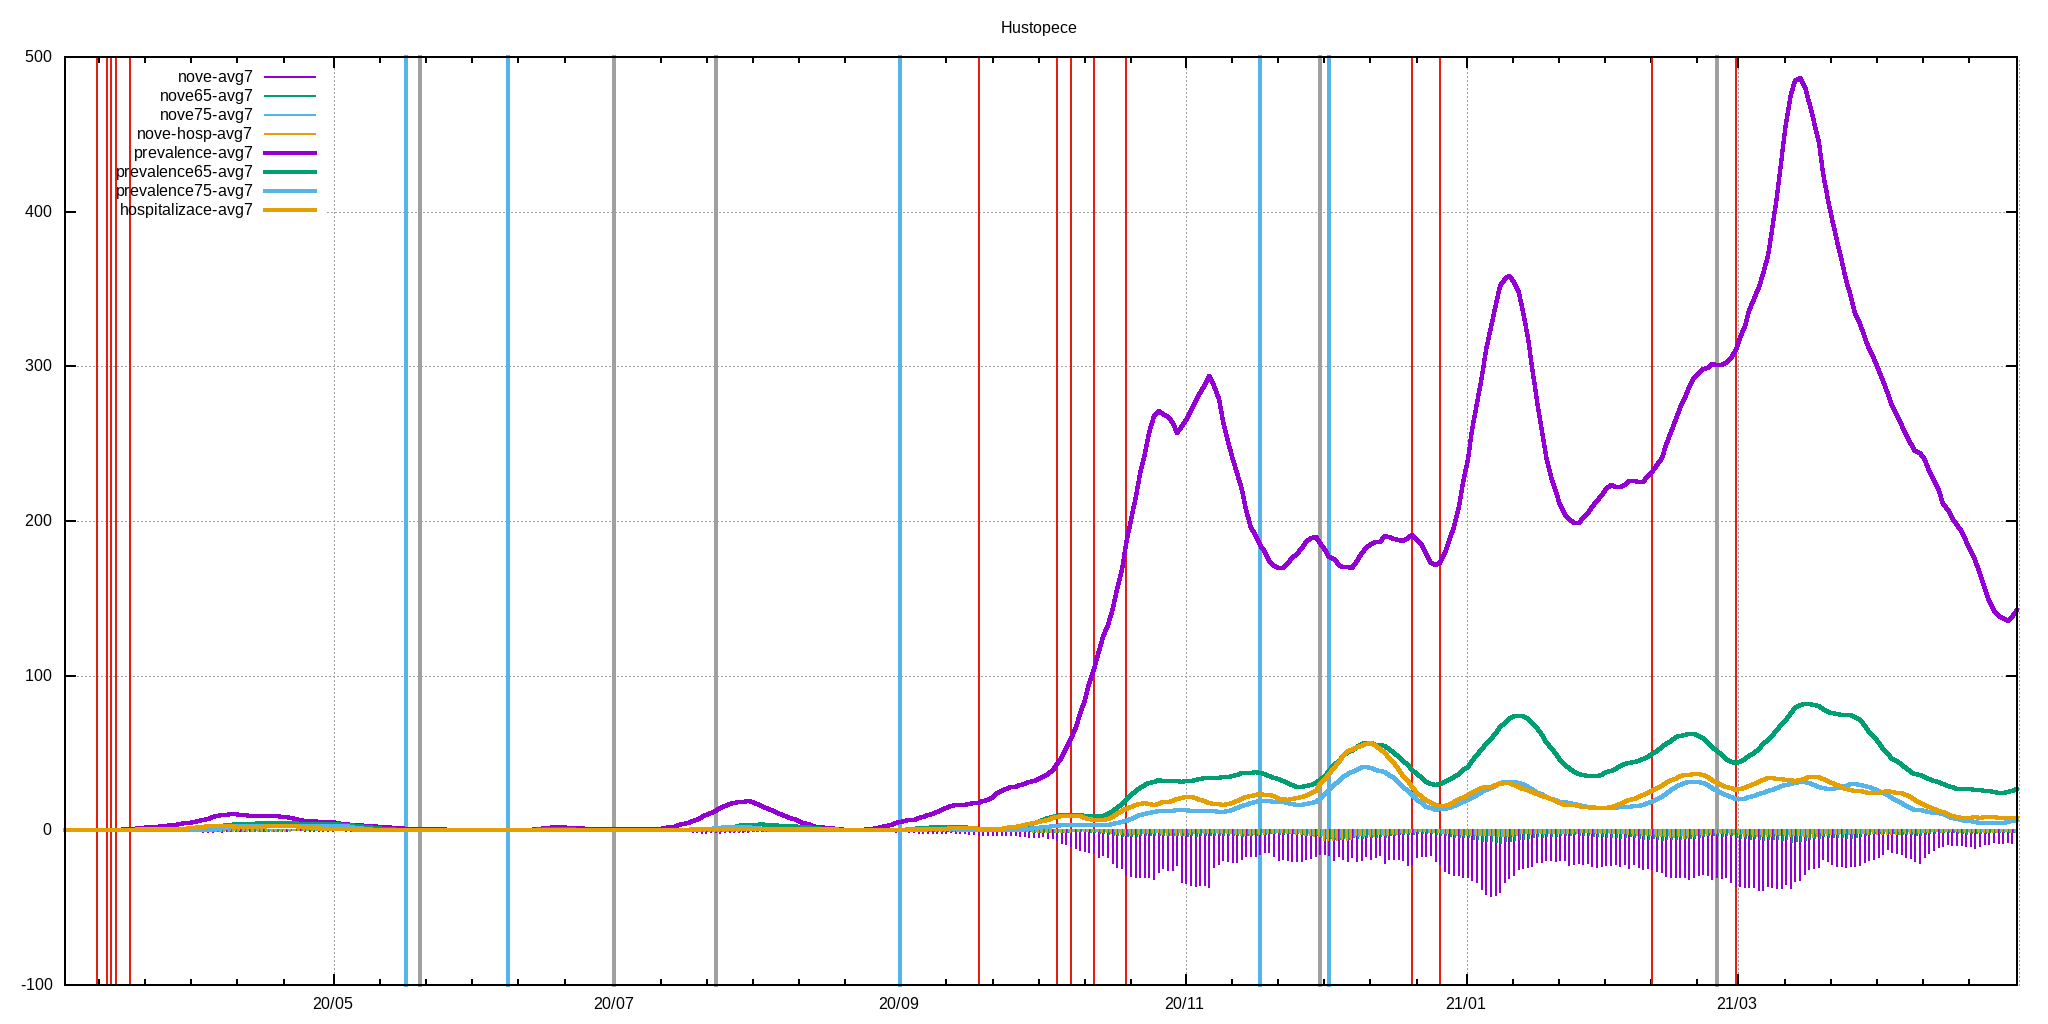 Hustopece
500
400
300
200
100
0
-100
nove-avg7
nove65-avg7
nove75-avg7
nove-hosp-avg7
prevalence-avg7
prevalence65-avg7
prevalence75-avg7
hospitalizace-avg7
20/05 20/07 20/09 20/11 21/01 21/03